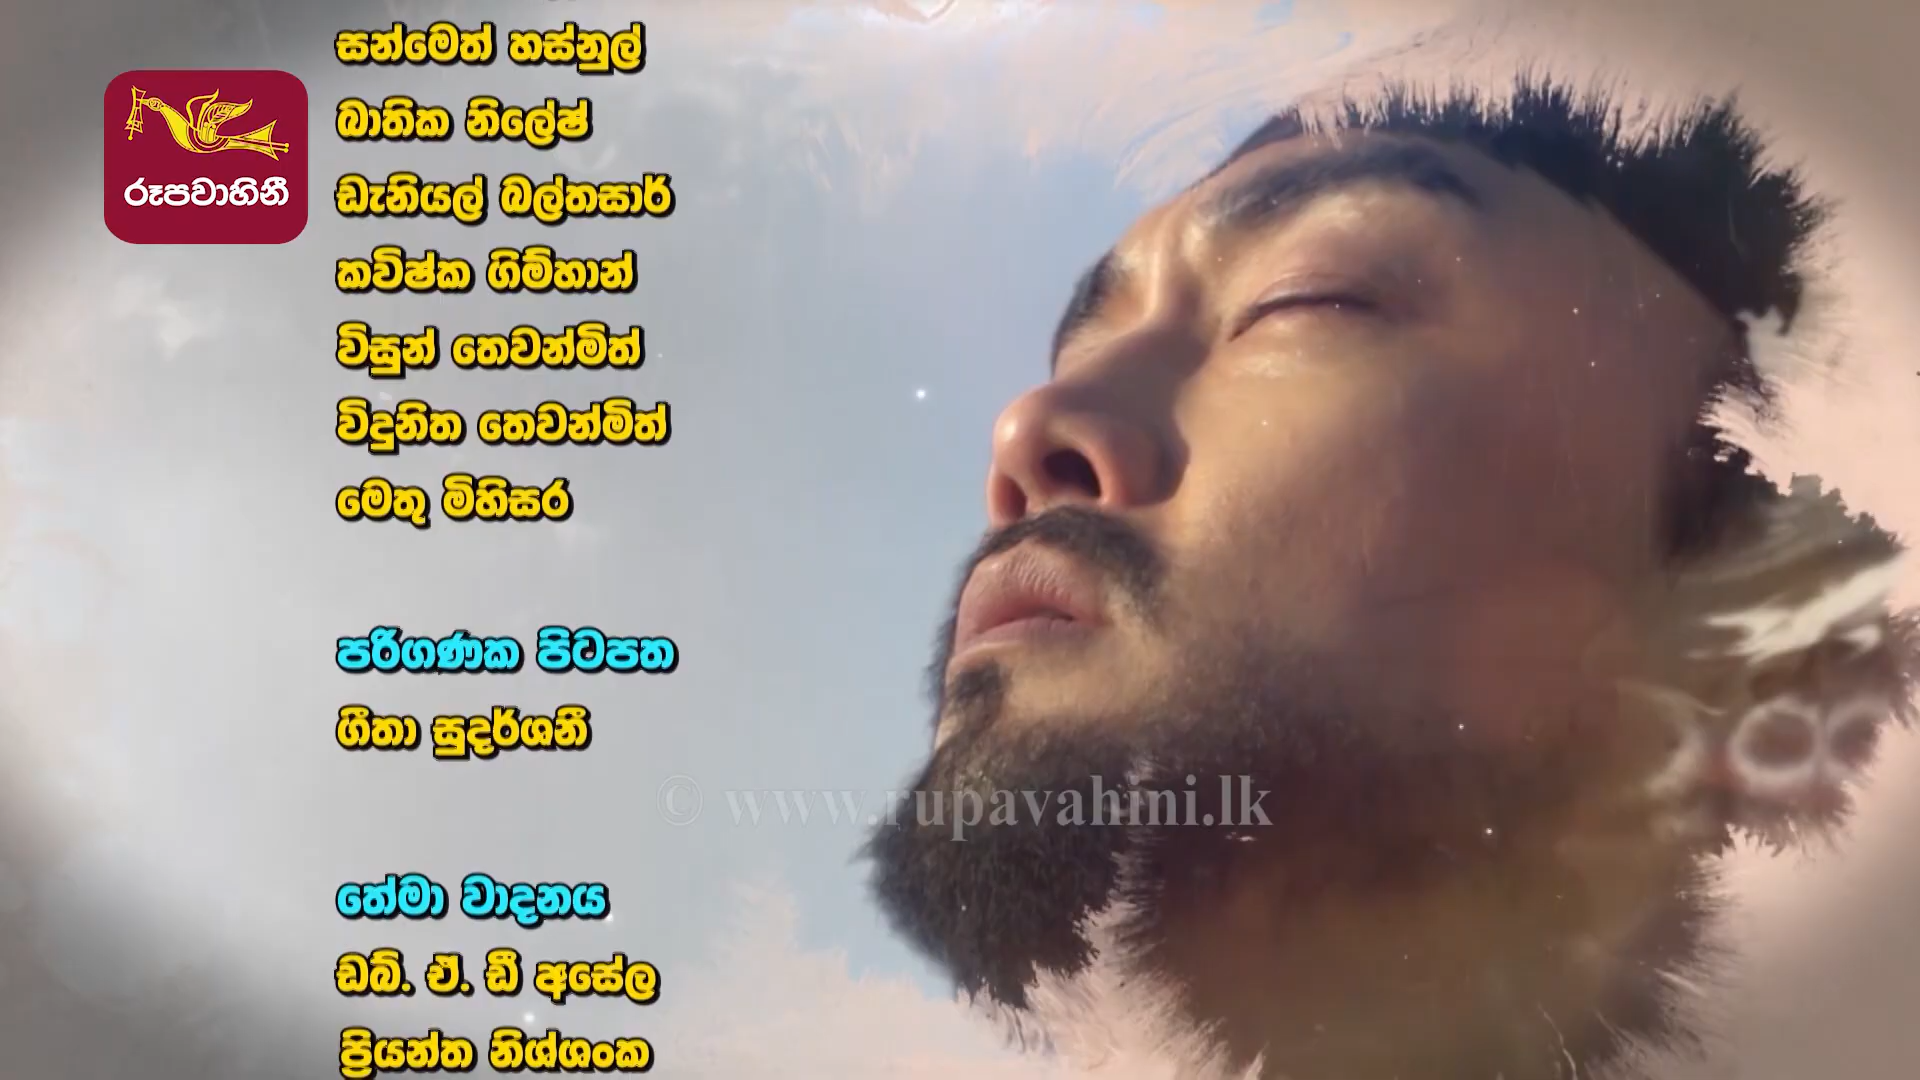 සන්මෙත් හස්නුල්
බාතික නිලේෂ්
රූපවාහිනී
ඩැනියල් බල්තසාර්
කවිෂ්ක ගිම්හාන්
විසුන් තෙවන්මිත්
විදුනිත තෙවන්මිත්
මෙතූ මිහිසර
පරිගණක පිටපත
ගීතා සුදර්ශනී
© www.rupavahini.lk
තේමා වාදනය
ඩබ්. ඒ. ඩී අසේල
ප්‍රියන්ත නිශ්ශංක